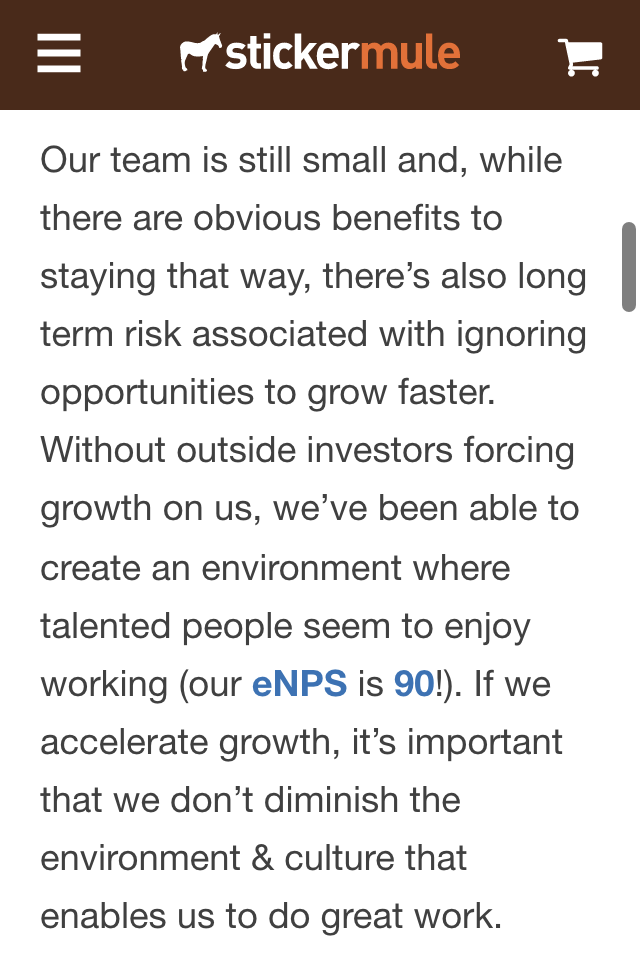 stickermule
Our team is still small and, while
there are obvious benefits to
staying that way, there’s also long
term risk associated with ignoring
opportunities to grow faster.
Without outside investors forcing
growth on us, we’ve been able to
create an environment where
talented people seem to enjoy
working (our eNPS is 90!). If we
accelerate growth, it’s important
that we don’t diminish the
environment & culture that
enables us to do great work.